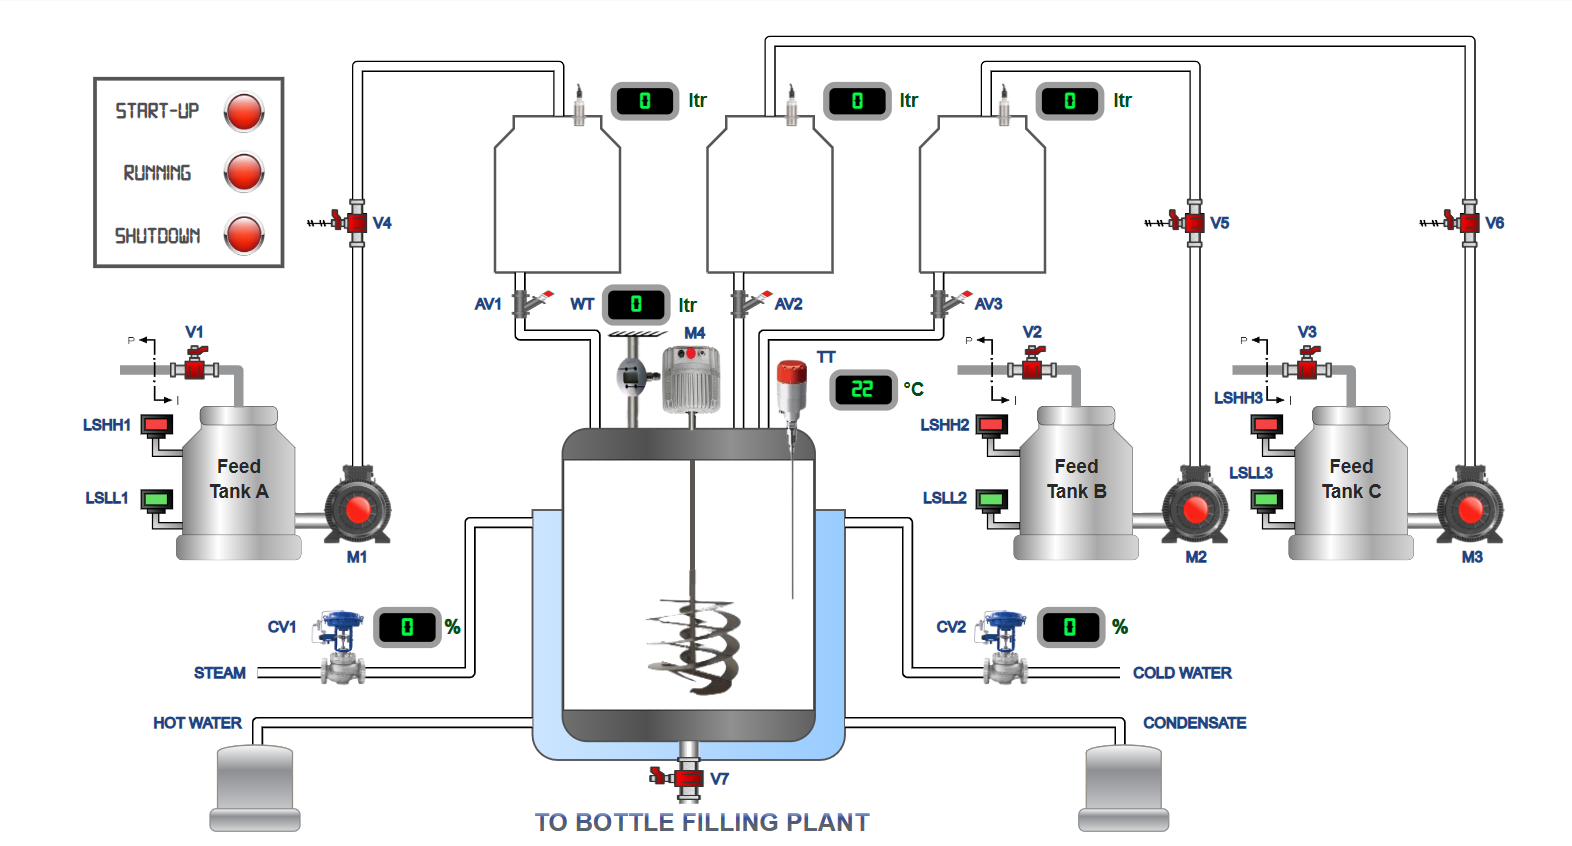 START-UP
RUNNING
SHUTDOWN
0 ltr
0 ltr
0 ltr
V4
V5
V6
AV1
WT
0 ltr
AV2
AV3
M4
TT
22 °C
P
V1
I
P
V2
I
P
V3
I
LSHH1
LSLL1
Feed
Tank A
M1
LSHH2
LSLL2
Feed
Tank B
M2
LSHH3
LSLL3
Feed
Tank C
M3
CV1
0 %
CV2
0 %
STEAM
COLD WATER
HOT WATER
CONDENSATE
V7
TO BOTTLE FILLING PLANT